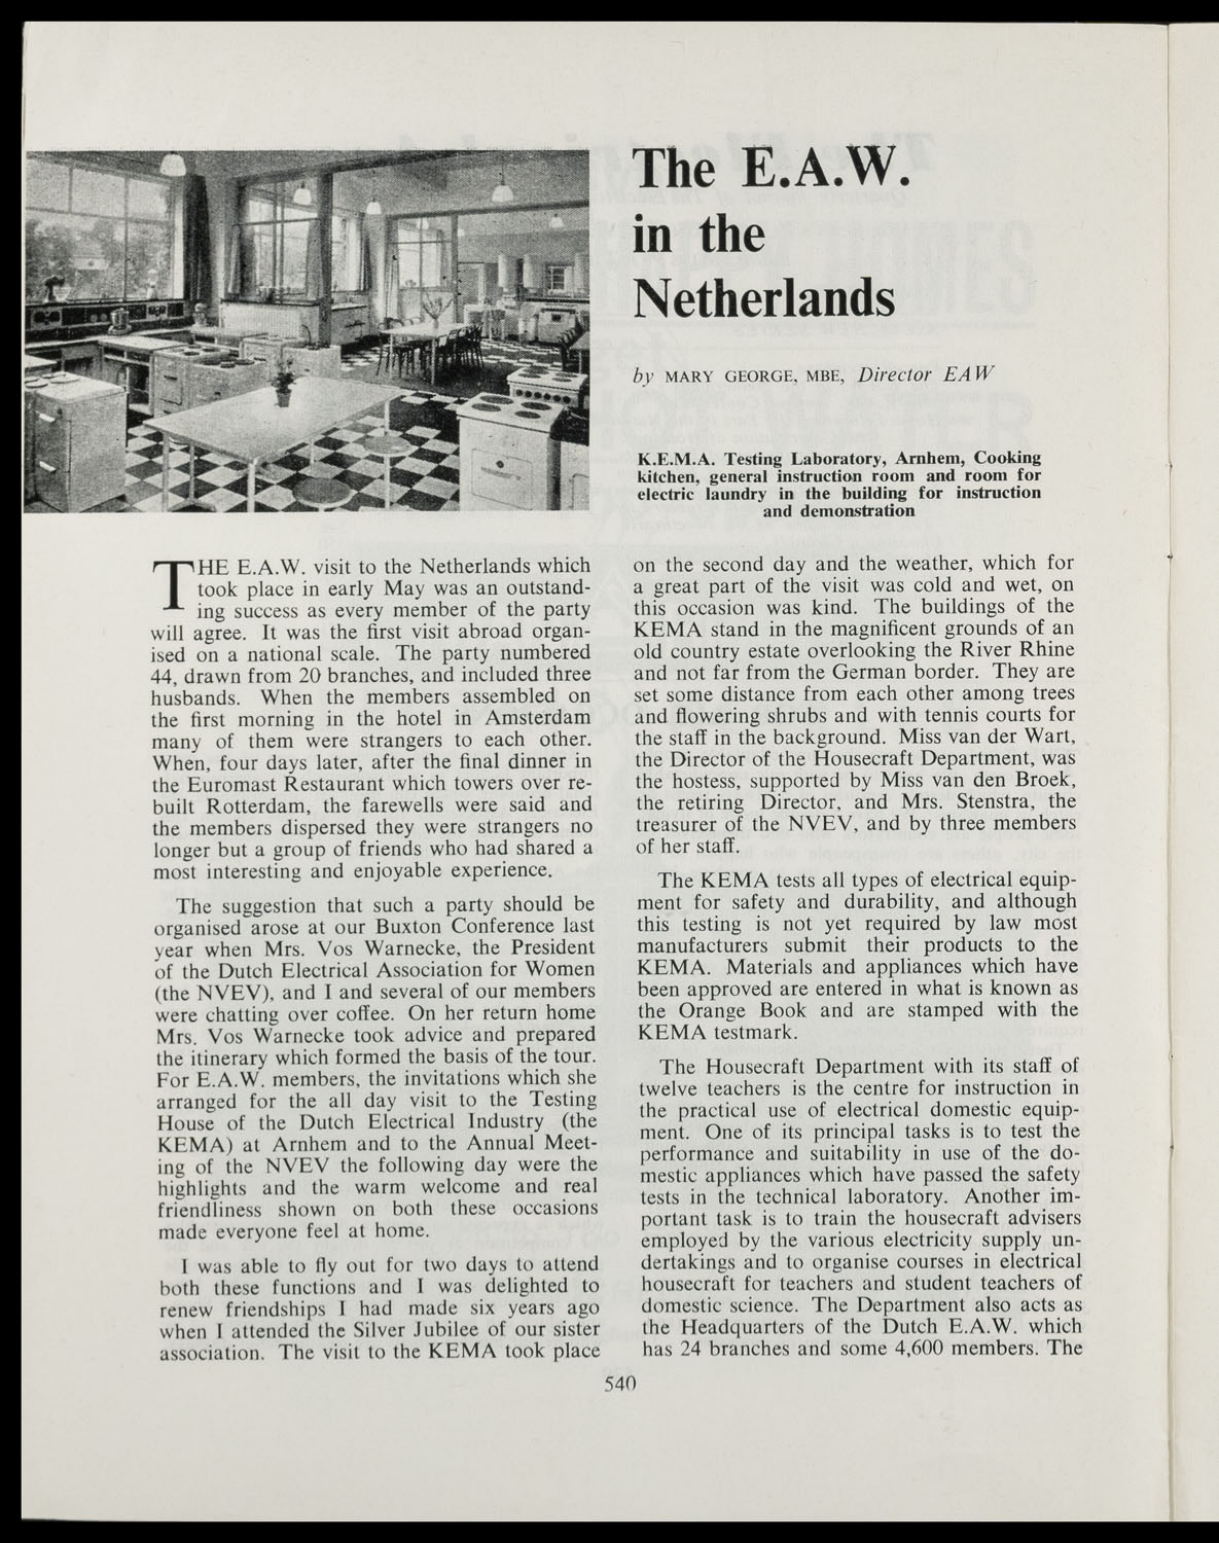 The E.A.W.
in the
Netherlands
by MARY GEORGE, MBE, Director EAW
K.E.M.A. Testing Laboratory, Arnhem, Cooking
kitchen, general instruction room and room for
electric laundry in the building for instruction
and demonstration
THE E.A.W. visit to the Netherlands which
took place in early May was an outstand-
ing success as every member of the party
will agree. It was the first visit abroad organ-
ised on a national scale. The party numbered
44, drawn from 20 branches, and included three
husbands. When the members assembled on
the first morning in the hotel in Amsterdam
many of them were strangers to each other.
When, four days later, after the final dinner in
the Euromast Restaurant which towers over re-
built Rotterdam, the farewells were said and
the members dispersed they were strangers no
longer but a group of friends who had shared a
most interesting and enjoyable experience.
The suggestion that such a party should be
organised arose at our Buxton Conference last
year when Mrs. Vos Warnecke, the President
of the Dutch Electrical Association for Women
(the NVEV), and I and several of our members
were chatting over coffee. On her return home
Mrs. Vos Warnecke took advice and prepared
the itinerary which formed the basis of the tour.
For E.A.W. members, the invitations which she
arranged for the all day visit to the Testing
House of the Dutch Electrical Industry (the
KEMA) at Arnhem and to the Annual Meet-
ing of the NVEV the following day were the
highlights and the warm welcome and real
friendliness shown on both these occasions
made everyone feel at home.
I was able to fly out for two days to attend
both these functions and I was delighted to
renew friendships I had made six years ago
when I attended the Silver Jubilee of our sister
association. The visit to the KEMA took place
on the second day and the weather, which for
a great part of the visit was cold and wet, on
this occasion was kind. The buildings of the
KEMA stand in the magnificent grounds of an
old country estate overlooking the River Rhine
and not far from the German border. They are
set some distance from each other among trees
and flowering shrubs and with tennis courts for
the staff in the background. Miss van der Wart,
the Director of the Housecraft Department, was
the hostess, supported by Miss van den Broek,
the retiring Director, and Mrs. Stenstra, the
treasurer of the NVEV, and by three members
of her staff.
The KEMA tests all types of electrical equip-
ment for safety and durability, and although
this testing is not yet required by law most
manufacturers submit their products to the
KEMA. Materials and appliances which have
been approved are entered in what is known as
the Orange Book and are stamped with the
KEMA testmark.
The Housecraft Department with its staff of
twelve teachers is the centre for instruction in
the practical use of electrical domestic equip-
ment. One of its principal tasks is to test the
performance and suitability in use of the do-
mestic appliances which have passed the safety
tests in the technical laboratory. Another im-
portant task is to train the housecraft advisers
employed by the various electricity supply un-
dertakings and to organise courses in electrical
housecraft for teachers and student teachers of
domestic science. The Department also acts as
the Headquarters of the Dutch E.A.W. which
has 24 branches and some 4,600 members. The
540